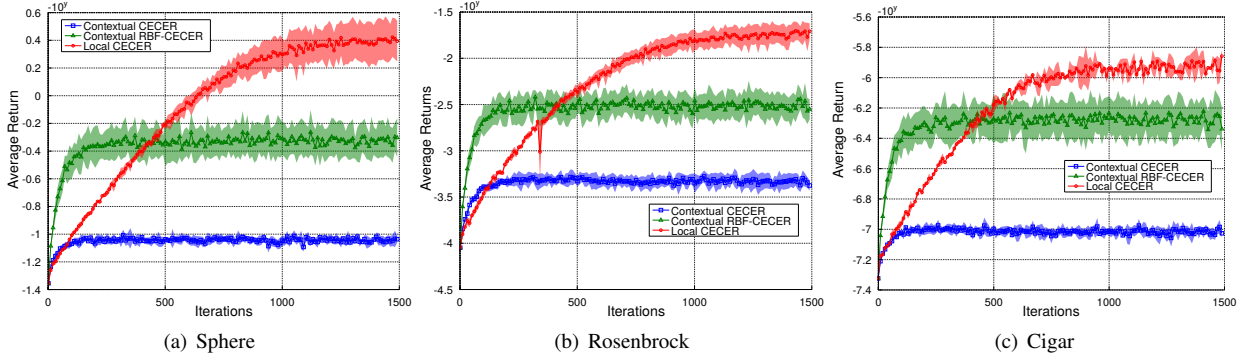 -10^y
Contextual CECER
Contextual RBF-CECER
Local CECER
Average Return
0.6
0.4
0.2
0
-0.2
-0.4
-0.6
-0.8
-1
-1.2
-1.4
0 500 1000 1500
Iterations
(a) Sphere
-10^y
Average Returns
-1.5
-2
-2.5
-3
-3.5
-4
-4.5
Contextual CECER
Contextual RBF-CECER
Local CECER
0 500 1000 1500
Iterations
(b) Rosenbrock
-10^y
Average Return
-5.6
-5.8
-6
-6.2
-6.4
-6.6
-6.8
-7
-7.2
-7.4
Contextual CECER
Contextual RBF-CECER
Local CECER
0 500 1000 1500
Iterations
(c) Cigar